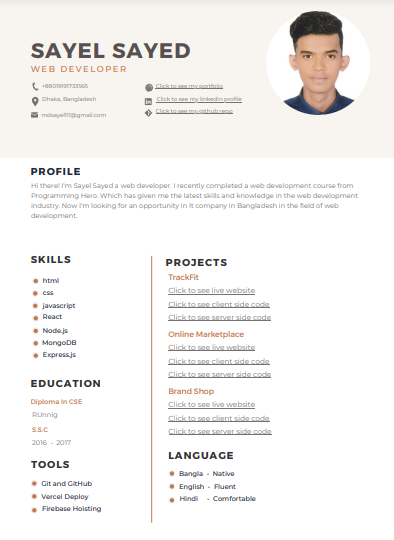 SAYEL SAYED
WEB DEVELOPER
Click to see my portfolio
Dhaka, Bangladesh
Click to see my linkedin profile
Click to see my github repo
PROFILE
Hi there! I'm Sayel Sayed a web developer. I recently completed a web development course from
Programming Hero. Which has given me the latest skills and knowledge in the web development
industry. Now I'm looking for an opportunity in It company in Bangladesh in the field of web
development.
SKILLS
html
css
javascript
React
Node.js
MongoDB
Express.js
EDUCATION
Diploma In CSE
RUnnig
S.S.C
2016 - 2017
TOOLS
Git and GitHub
Vercel Deploy
Firebase Hoisting
PROJECTS
TrackFit
Click to see live website
Click to see client side code
Click to see server side code
Online Marketplace
Click to see live website
Click to see client side code
Click to see server side code
Brand Shop
Click to see live website
Click to see client side code
Click to see server side code
LANGUAGE
Bangla - Native
English - Fluent
Hindi - Comfortable